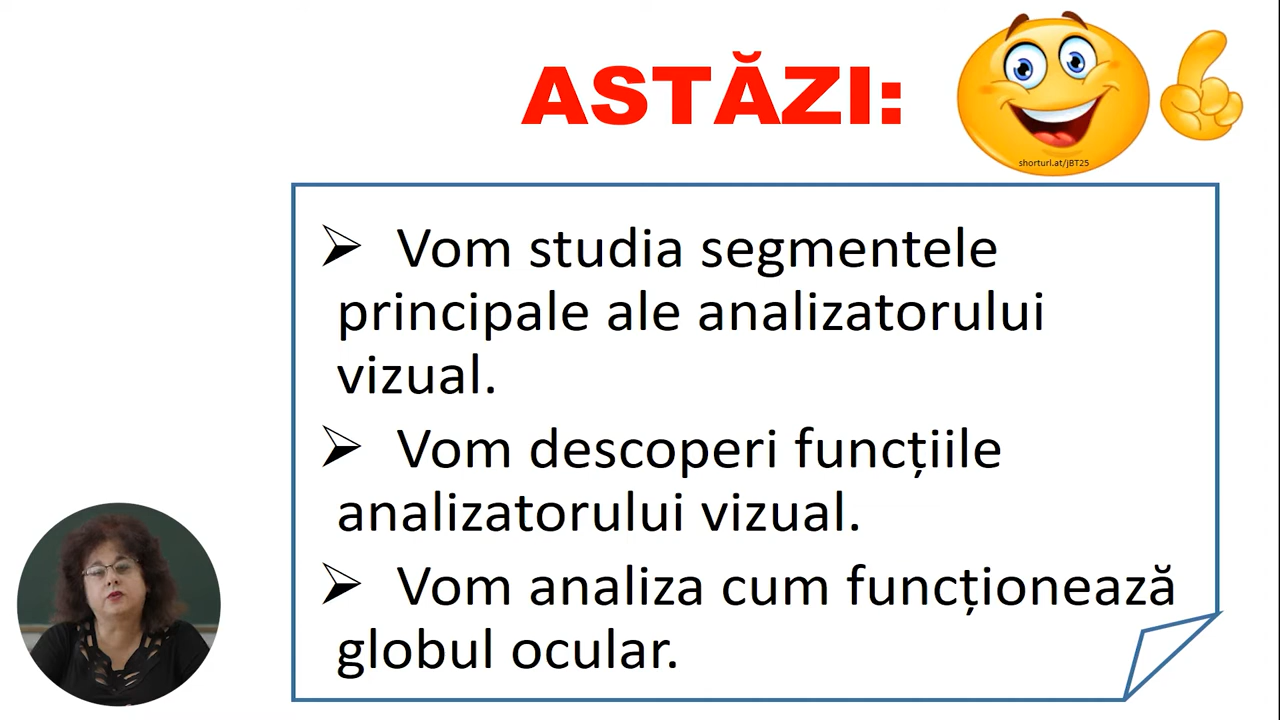 ASTĂZI:
shorturl.at/jBT25
➢ Vom studia segmentele
principale ale analizatorului
vizual.
➢ Vom descoperi funcțiile
analizatorului vizual.
➢ Vom analiza cum funcționează
globul ocular.